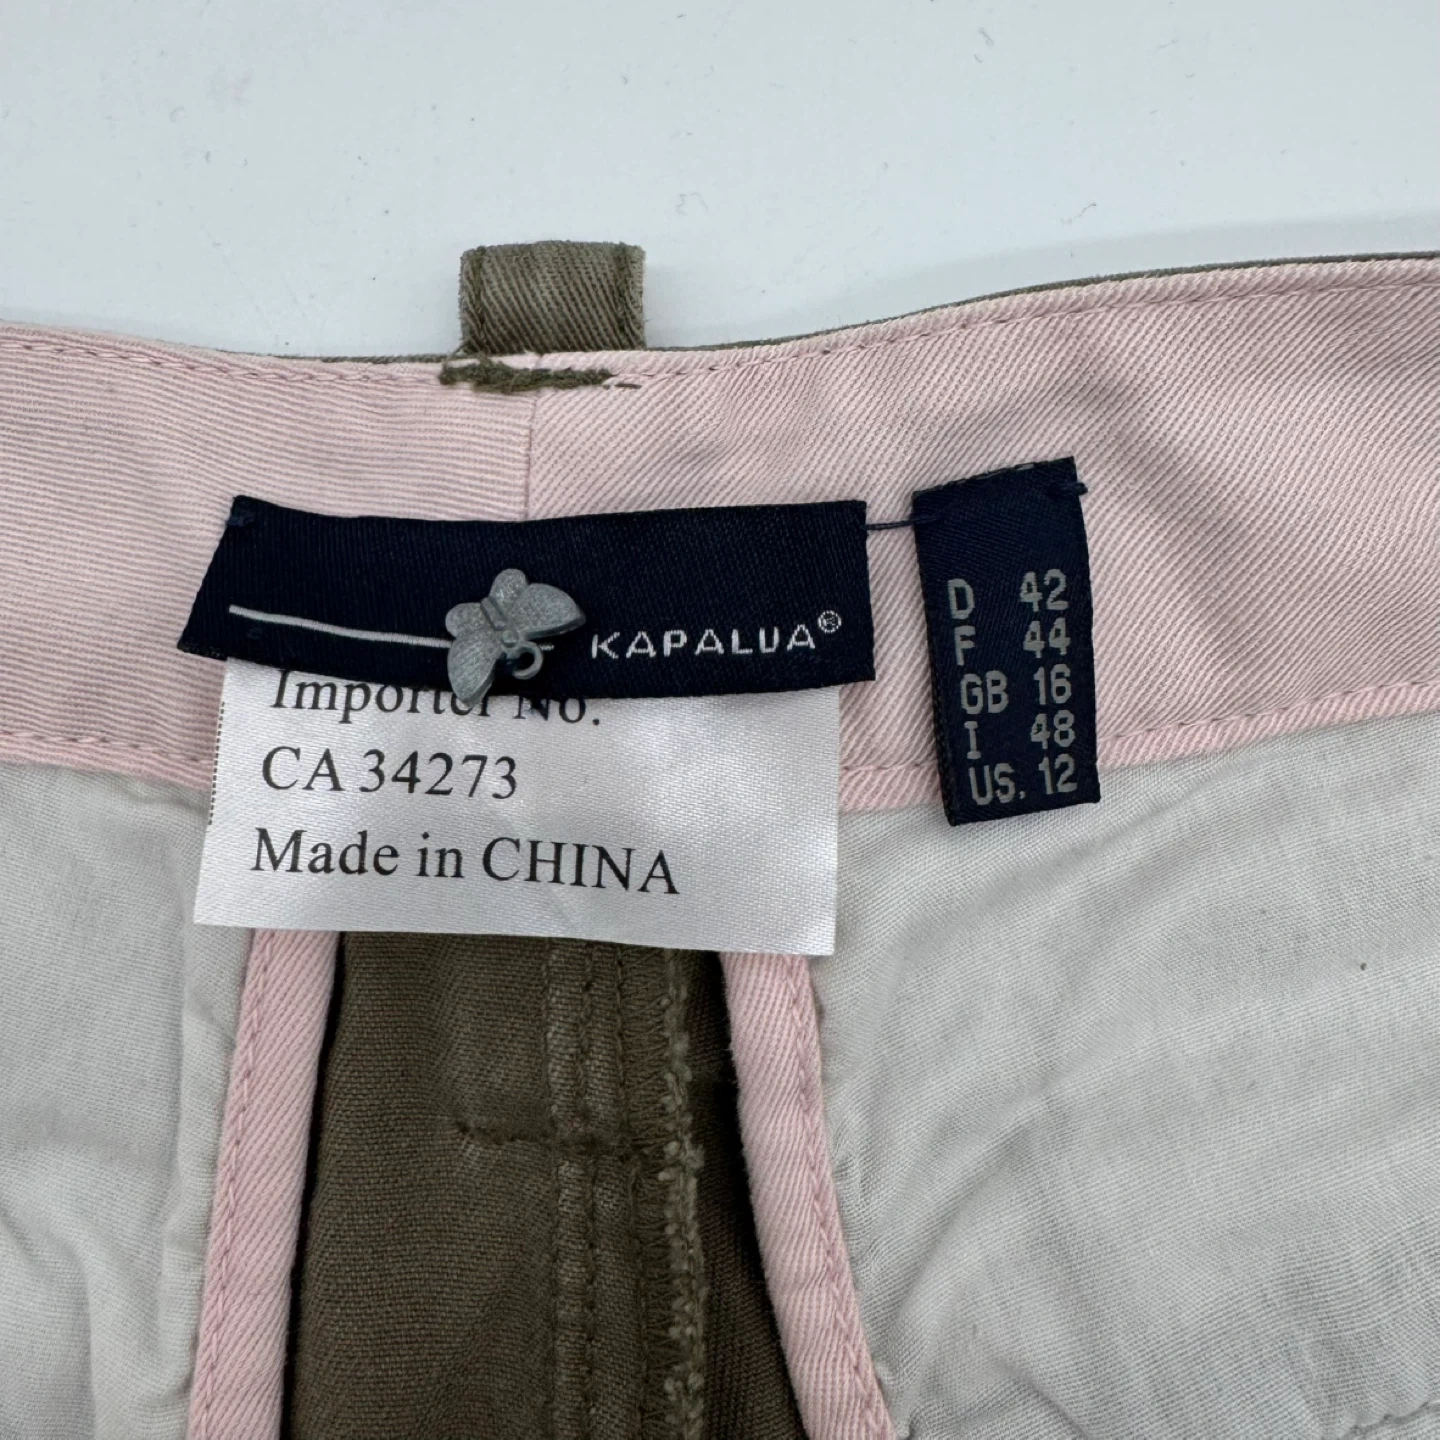 KAPALUA®
Importer No.
CA 34273
Made in CHINA
D 42
F 44
GB 16
I 48
US. 12